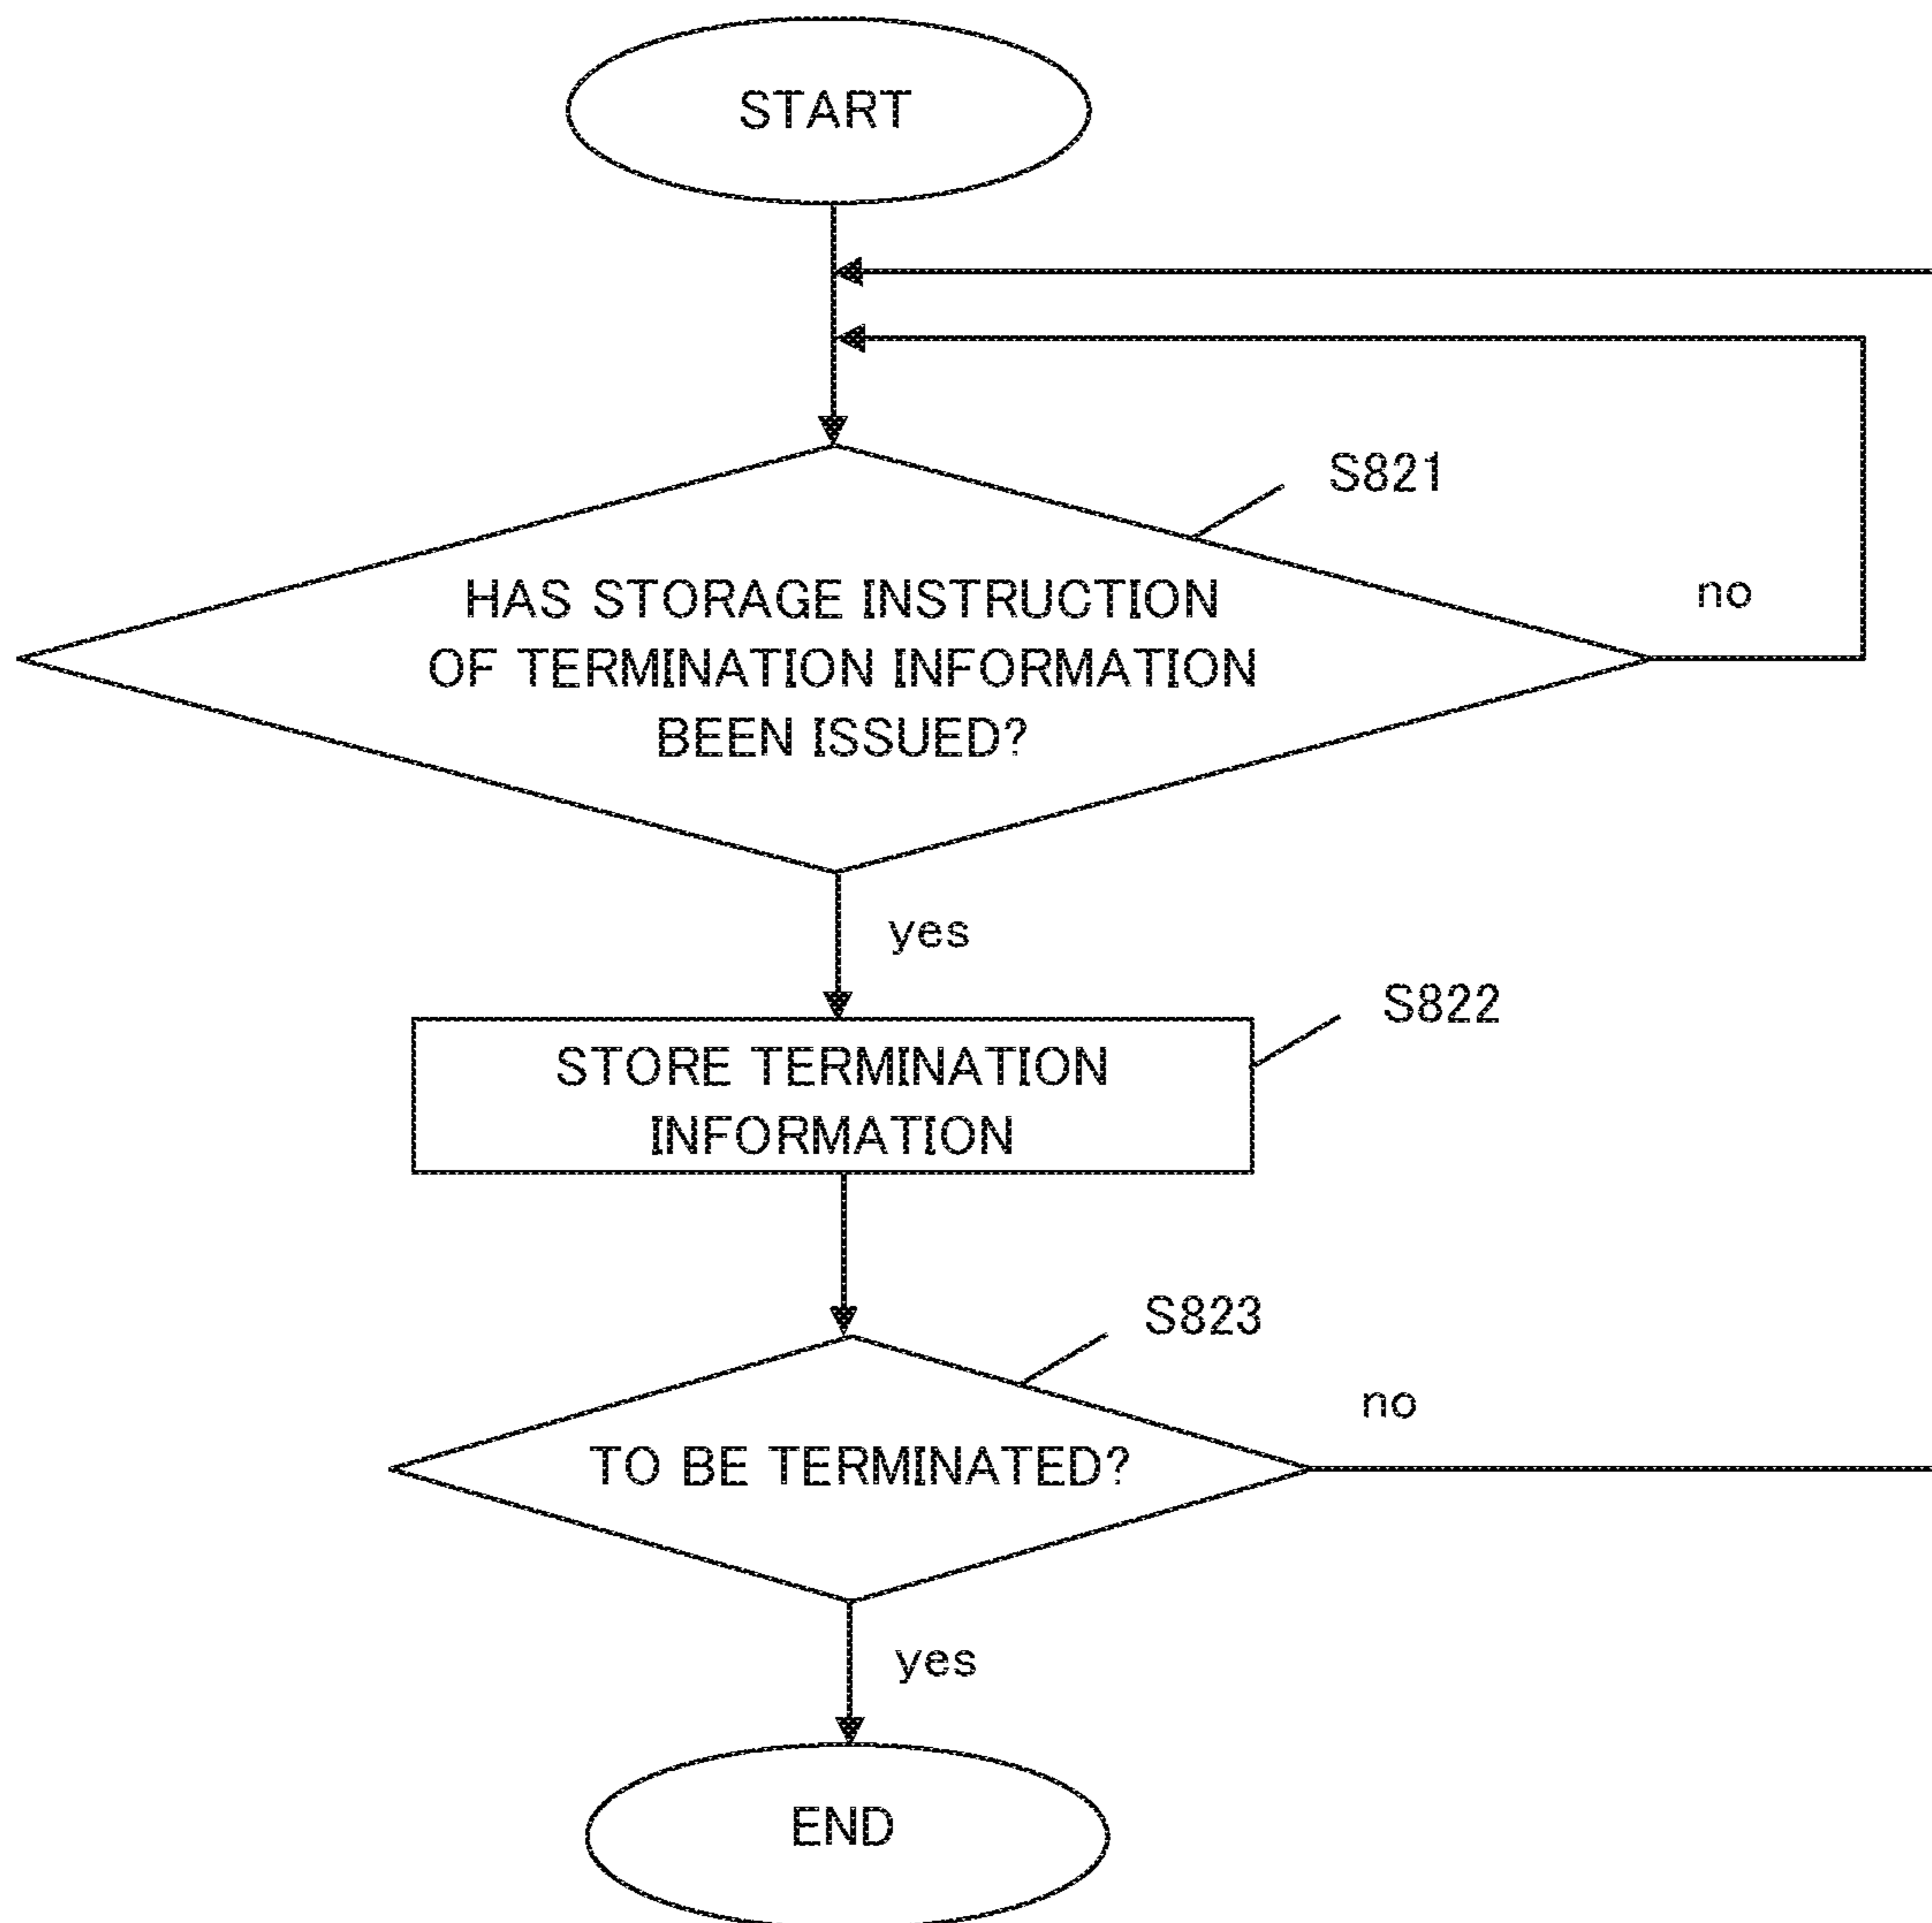 START
S821
HAS STORAGE INSTRUCTION
OF TERMINATION INFORMATION
BEEN ISSUED?
no
yes
S822
STORE TERMINATION
INFORMATION
S823
TO BE TERMINATED?
no
yes
END